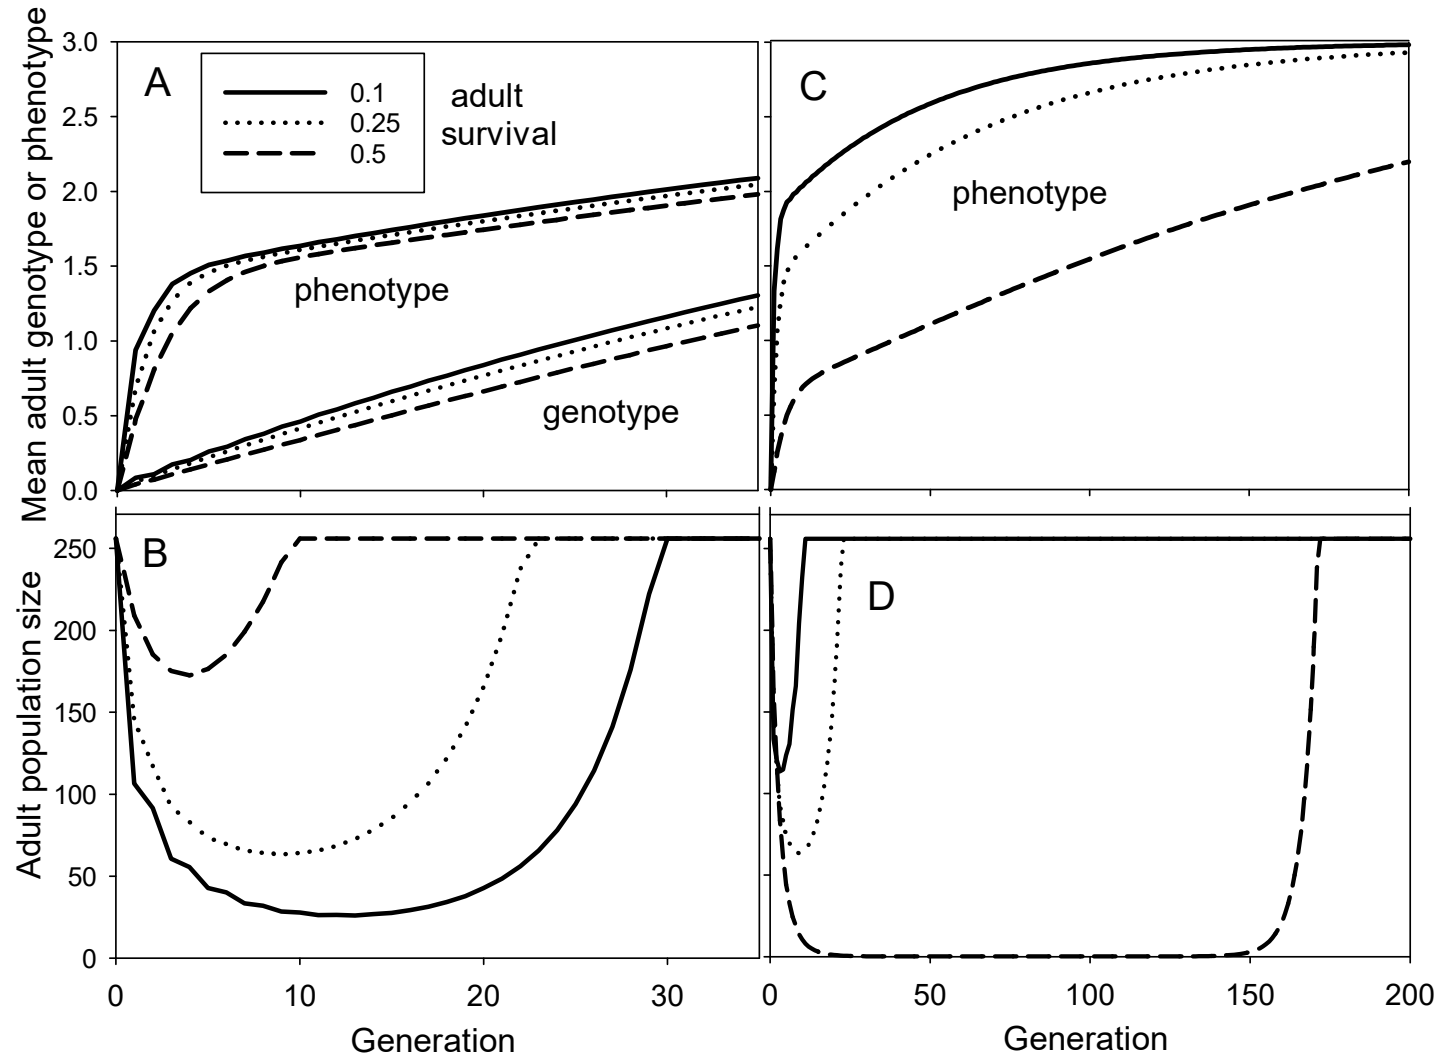 Mean adult genotype or phenotype
3.0
2.5
2.0
1.5
1.0
0.5
0.0
A
0.1
0.25
0.5
adult
survival
phenotype
genotype
C
phenotype
Adult population size
250
200
150
100
50
0
B
D
0 10 20 30
Generation
0 50 100 150 200
Generation